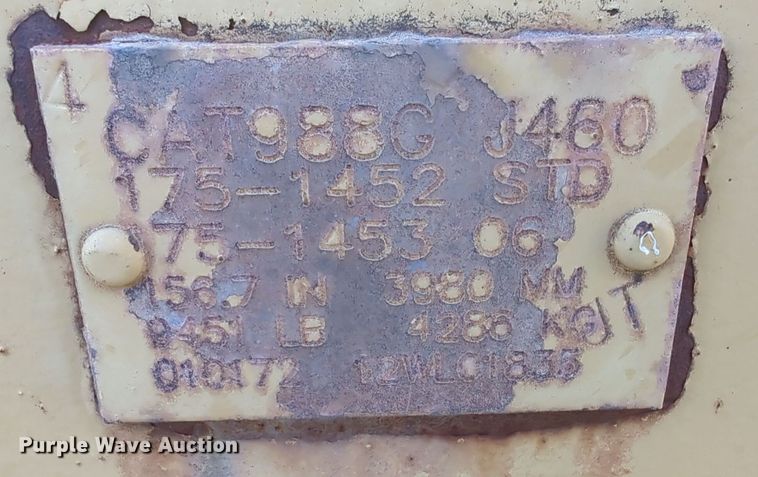 4
CAT988G J460
175-1452 STD
175-1453 06
156.7 IN 3980 MM
9451 LB 4286 KG JT
010172 12WLC1835
Purple Wave Auction